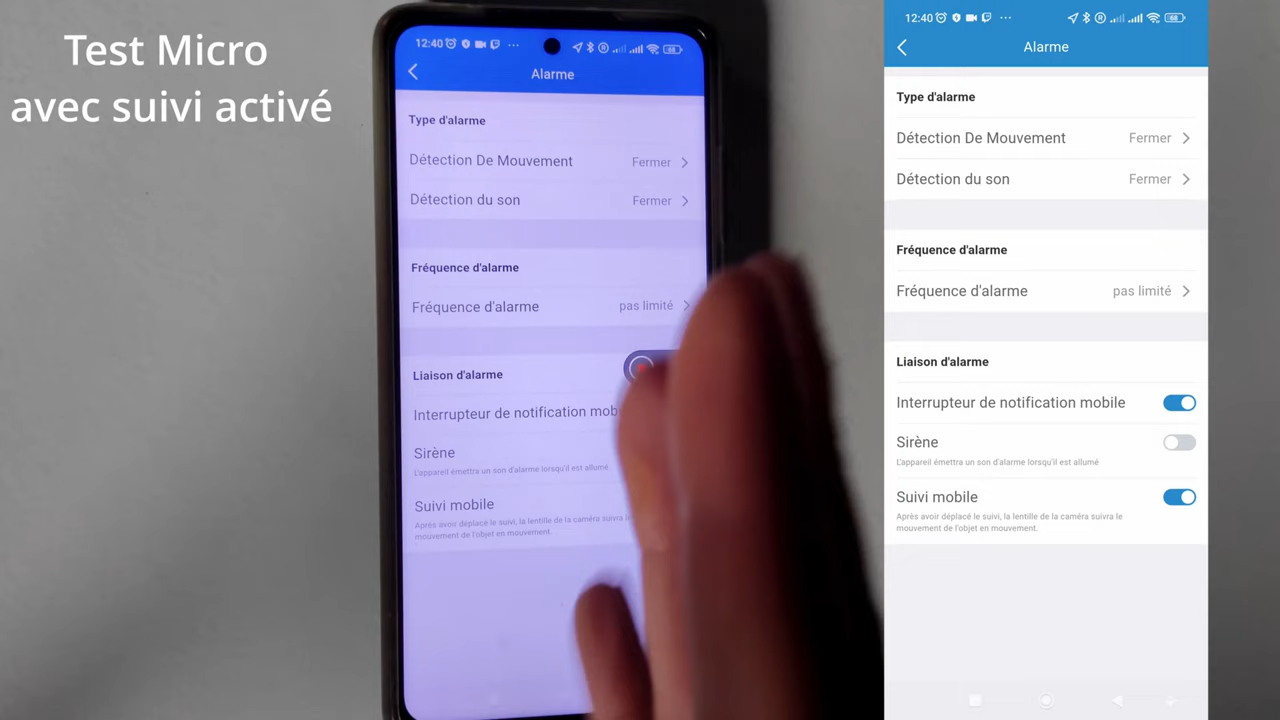 Test Micro
avec suivi activé
12:40
68
Alarme
Type d'alarme
Détection De Mouvement
Fermer
Détection du son
Fermer
Fréquence d'alarme
Fréquence d'alarme
pas limité
Liaison d'alarme
Interrupteur de notification mob
Sirène
L'appareil émettra un son d'alarme lorsqu'il est allumé
Suivi mobile
Après avoir déplacé le suivi, la lentille de la caméra suivra
mouvement de l'objet en mouvement.
12:40
68
Alarme
Type d'alarme
Détection De Mouvement
Fermer
Détection du son
Fermer
Fréquence d'alarme
Fréquence d'alarme
pas limité
Liaison d'alarme
Interrupteur de notification mobile
Sirène
L'appareil émettra un son d'alarme lorsqu'il est allumé
Suivi mobile
Après avoir déplacé le suivi, la lentille de la caméra suivra le
mouvement de l'objet en mouvement.